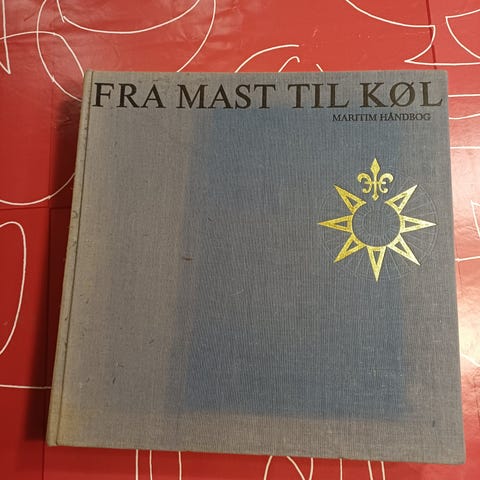 FRA MAST TIL KØL
MARITIM HÅNDBOG